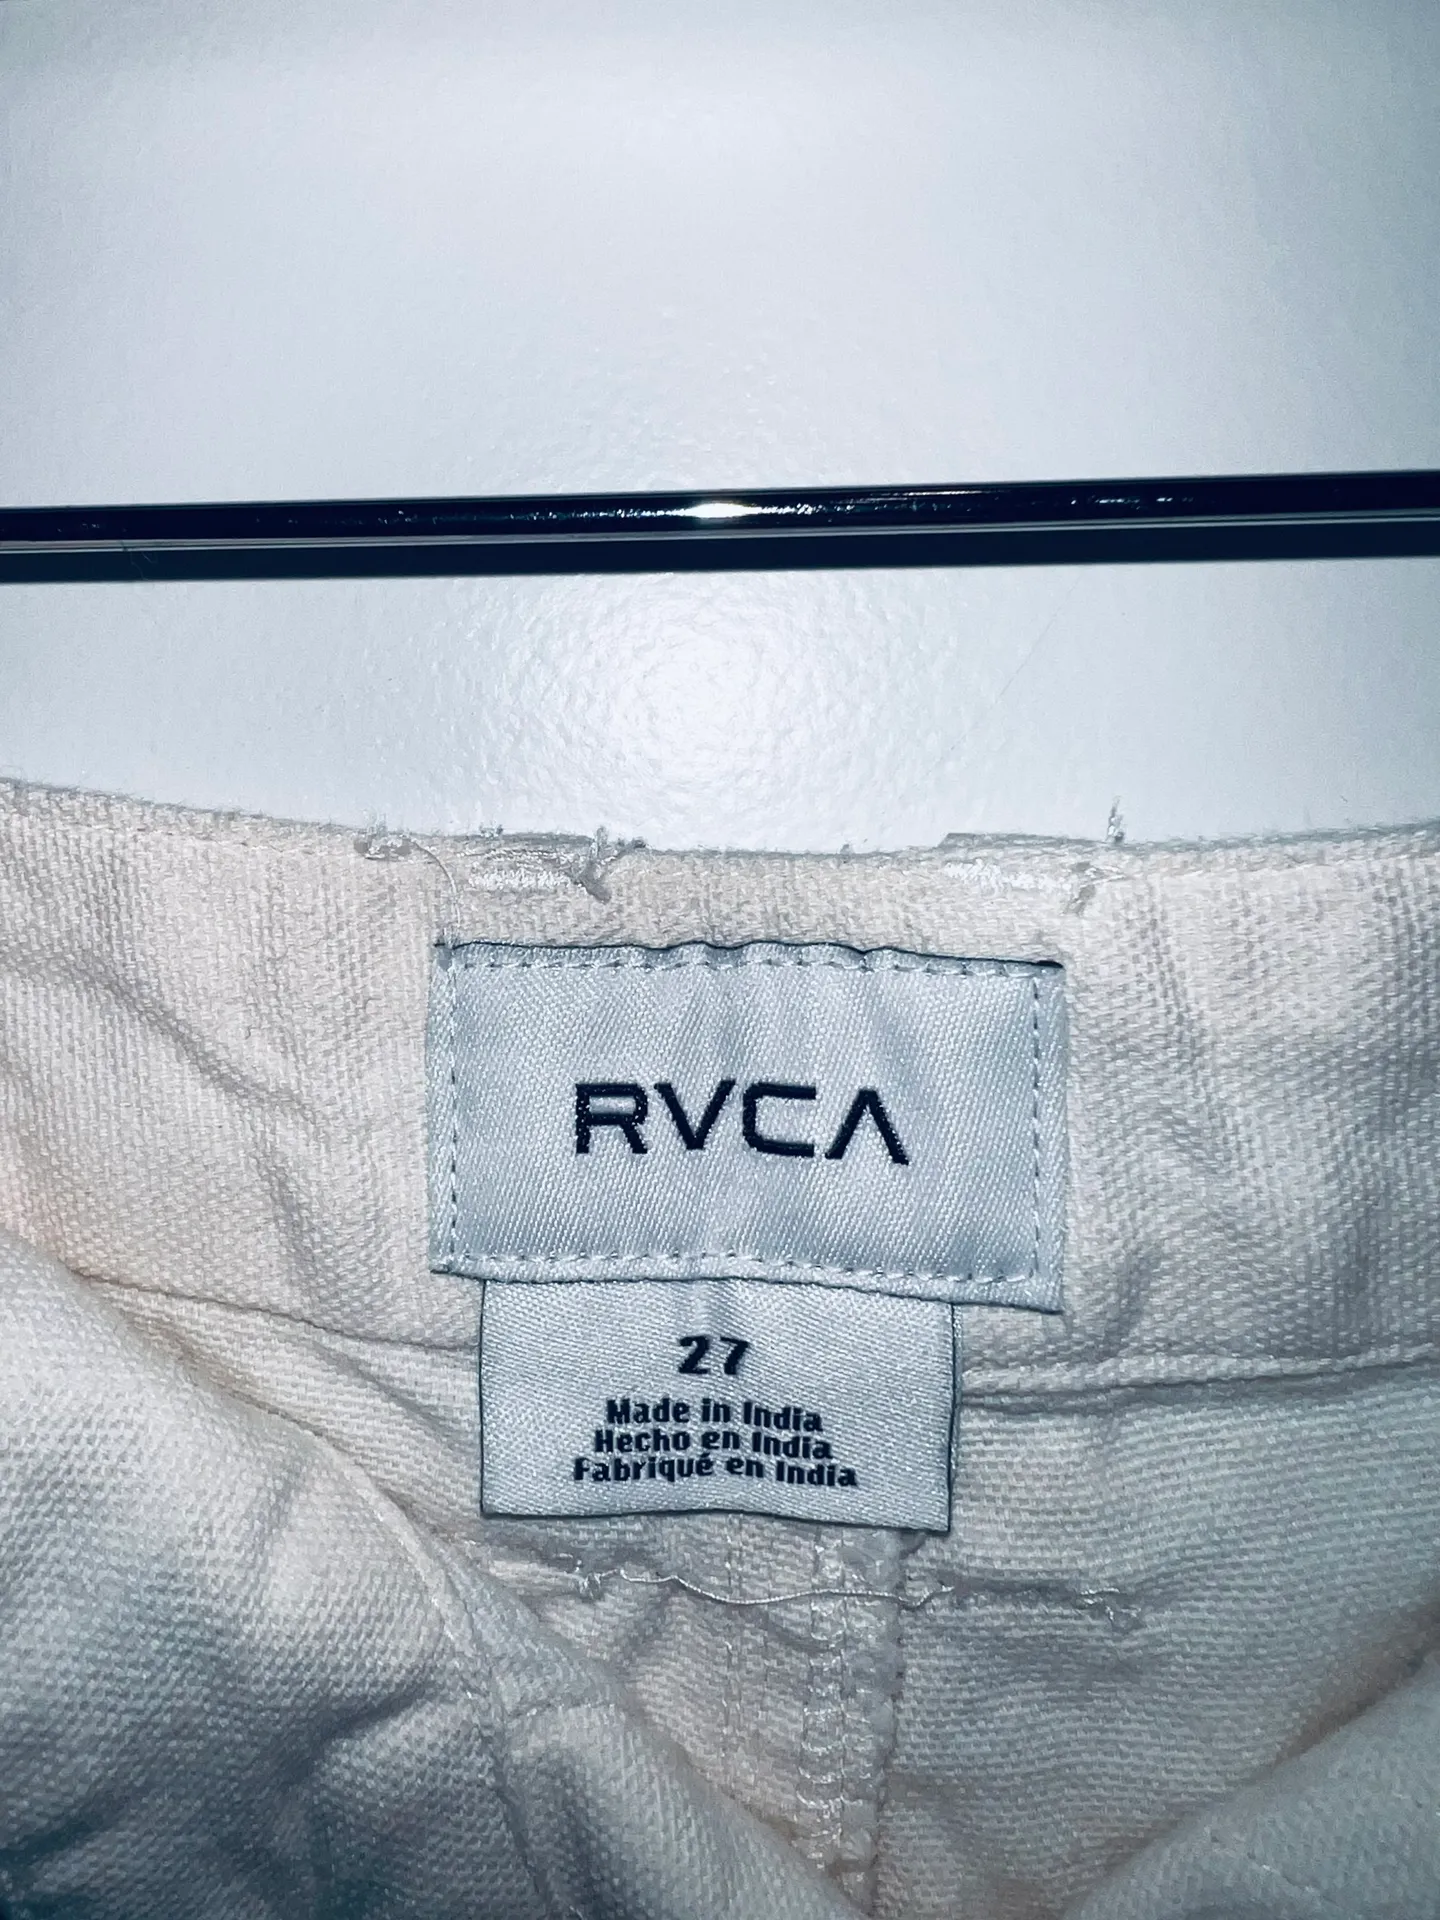 RVCA
27
Made in India
Hecho en India
Fabriqué en India